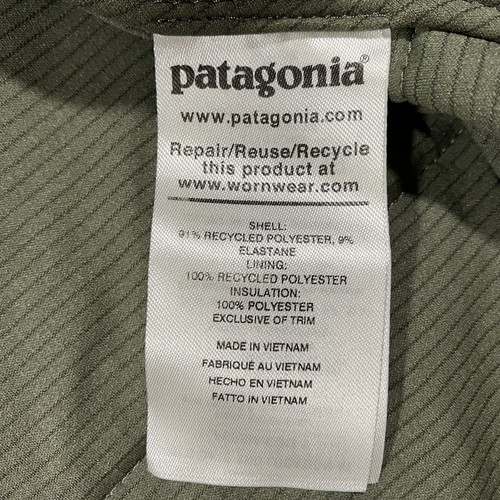 patagonia®
www.patagonia.com
Repair/Reuse/Recycle
this product at
www.wornwear.com
SHELL:
91% RECYCLED POLYESTER, 9%
ELASTANE
LINING:
100% RECYCLED POLYESTER
INSULATION:
100% POLYESTER
EXCLUSIVE OF TRIM
MADE IN VIETNAM
FABRIQUÉ AU VIETNAM
HECHO EN VIETNAM
FATTO IN VIETNAM